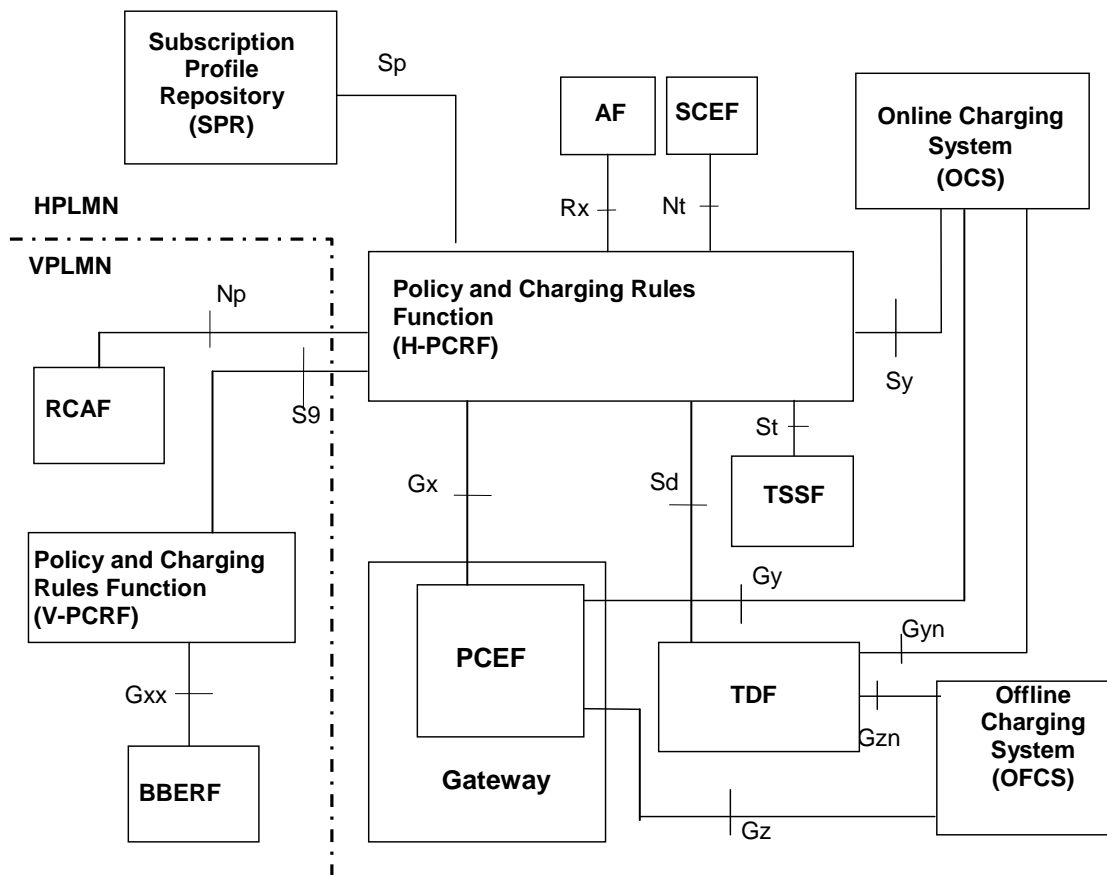 Subscription
Profile
Repository
(SPR)
Sp
AF
SCEF
Online Charging
System
(OCS)
HPLMN
Rx
Nt
VPLMN
Np
Policy and Charging Rules
Function
(H-PCRF)
Sy
RCAF
S9
St
Gx
Sd
TSSF
Policy and Charging
Rules Function
(V-PCRF)
Gy
Gyn
PCEF
TDF
Gxx
Offline
Charging
System
(OFCS)
Gzn
Gateway
BBERF
Gz